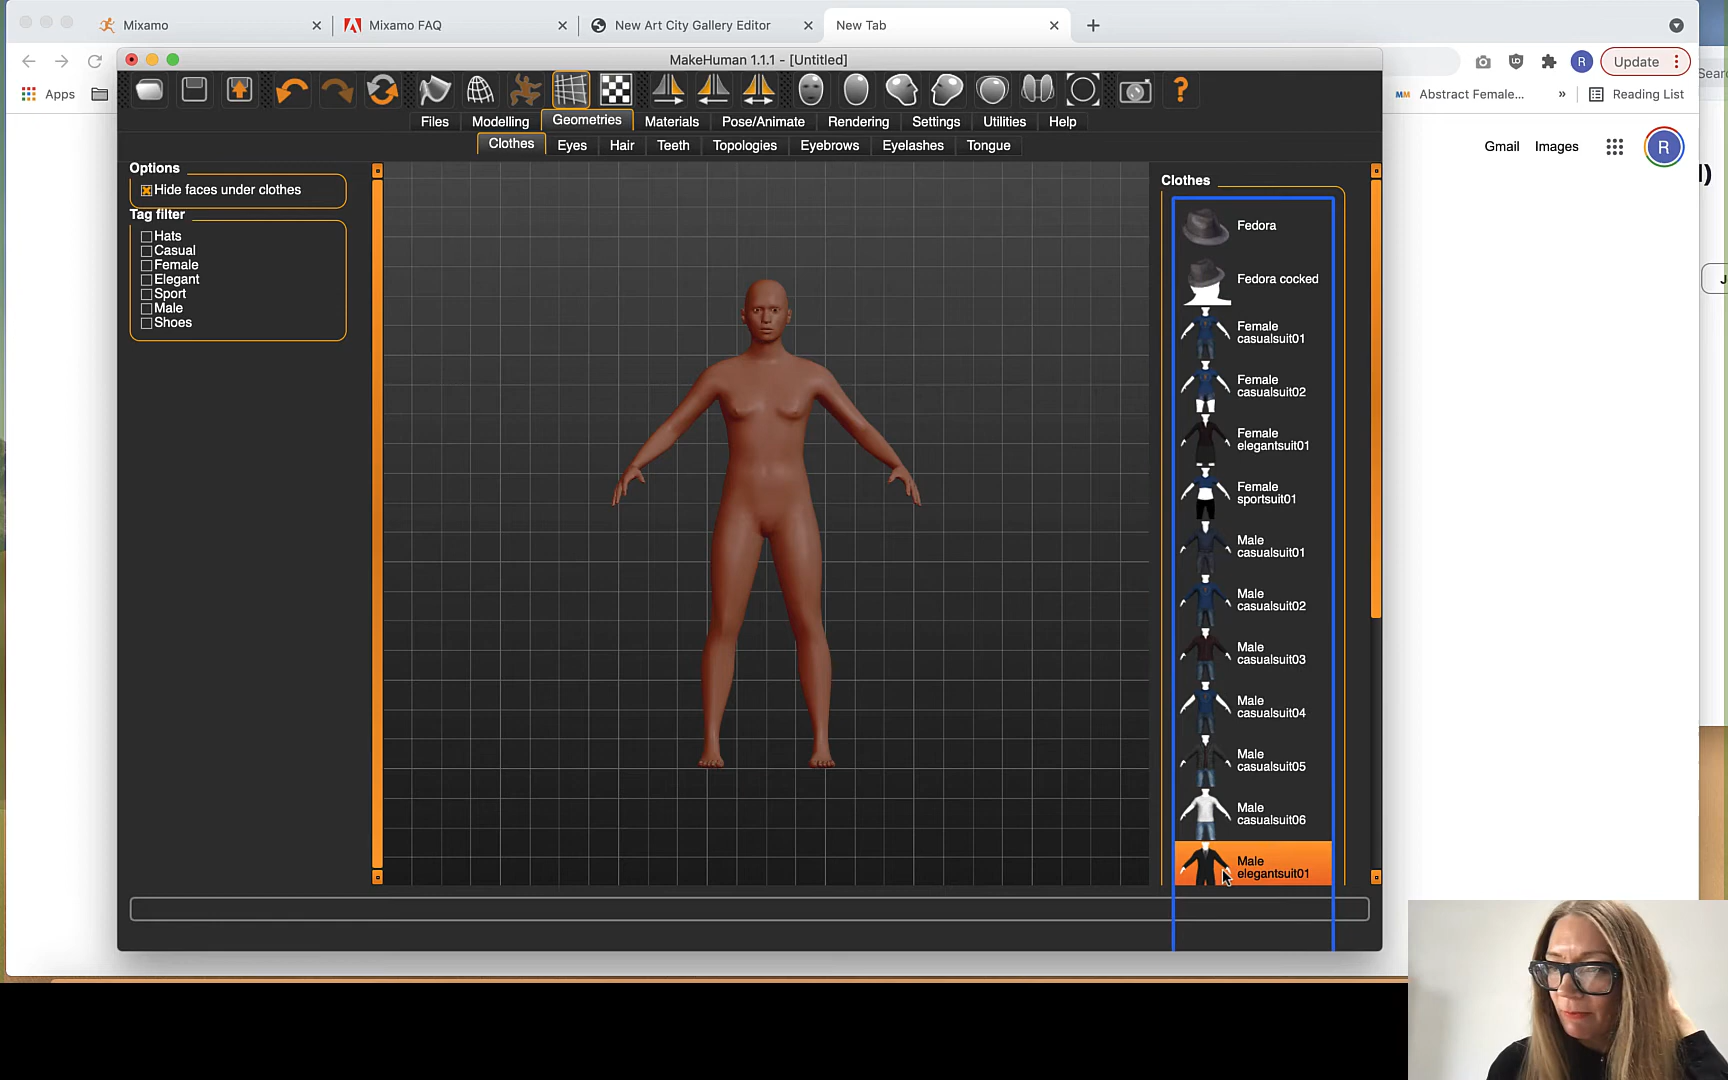 Mixamo
Mixamo FAQ
New Art City Gallery Editor
New Tab
MakeHuman 1.1.1 - [Untitled]
R
Update
Apps
MM Abstract Female... » Reading List
Files Modelling Geometries Materials Pose/Animate Rendering Settings Utilities Help
Clothes Eyes Hair Teeth Topologies Eyebrows Eyelashes Tongue
Gmail Images R
Options
Hide faces under clothes
Tag filter
Hats
Casual
Female
Elegant
Sport
Male
Shoes
Clothes
Fedora
Fedora cocked
Female
casualsuit01
Female
casualsuit02
Female
elegantsuit01
Female
sportsuit01
Male
casualsuit01
Male
casualsuit02
Male
casualsuit03
Male
casualsuit04
Male
casualsuit05
Male
casualsuit06
Male
elegantsuit01